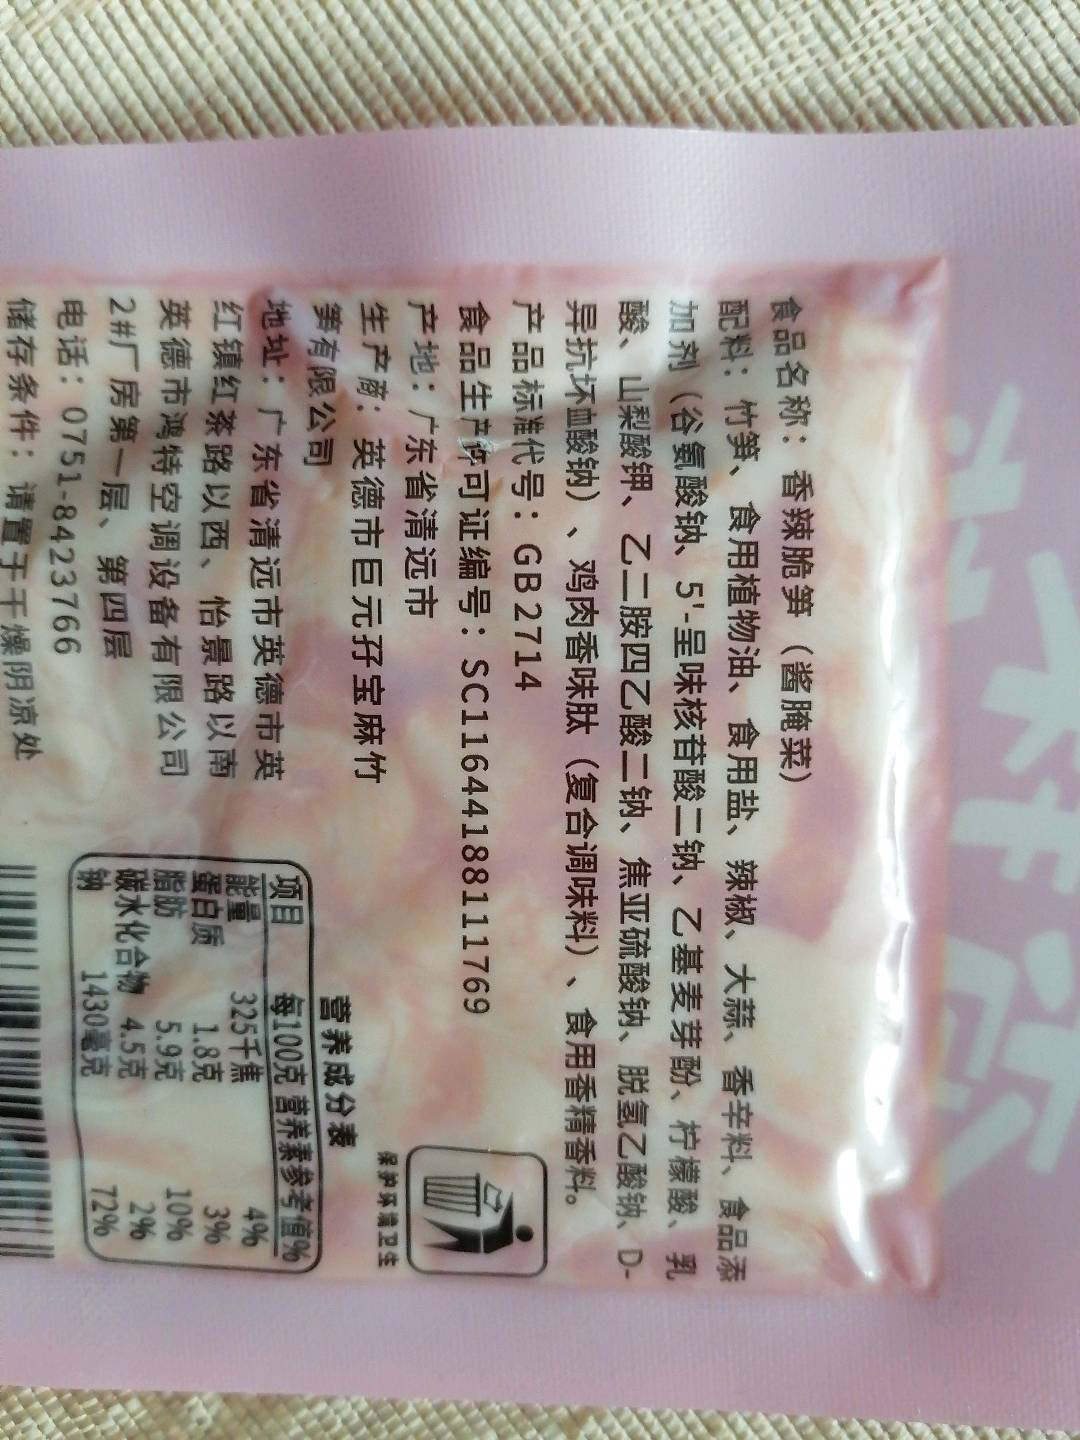 食品名称：香辣脆笋（酱腌菜）
配料：竹笋、食用植物油、食用盐、辣椒、大蒜、香辛料、食品添
加剂（谷氨酸钠、5'-呈味核苷酸二钠、乙基麦芽酚、柠檬酸、乳
酸、山梨酸钾、乙二胺四乙酸二钠、焦亚硫酸钠、脱氢乙酸钠、D-
异抗坏血酸钠）、鸡肉香味肽（复合调味料）、食用香精香料。
产品标准代号：GB2714
食品生产许可证编号：SC11644188111769
产地：广东省清远市
生产商：英德市巨元孖宝麻竹
笋有限公司
地址：广东省清远市英德市英
红镇红茶路以西、怡景路以南
英德市鸿特空调设备有限公司
2#厂房第一层、第四层
电话：0751-8423766
储存条件：请置于干燥阴凉处
保护环境卫生
营养成分表
项目 每100克 营养素参考值%
能量 325千焦 4%
蛋白质 1.8克 3%
脂肪 5.9克 10%
碳水化合物 4.5克 2%
钠 1430毫克 72%